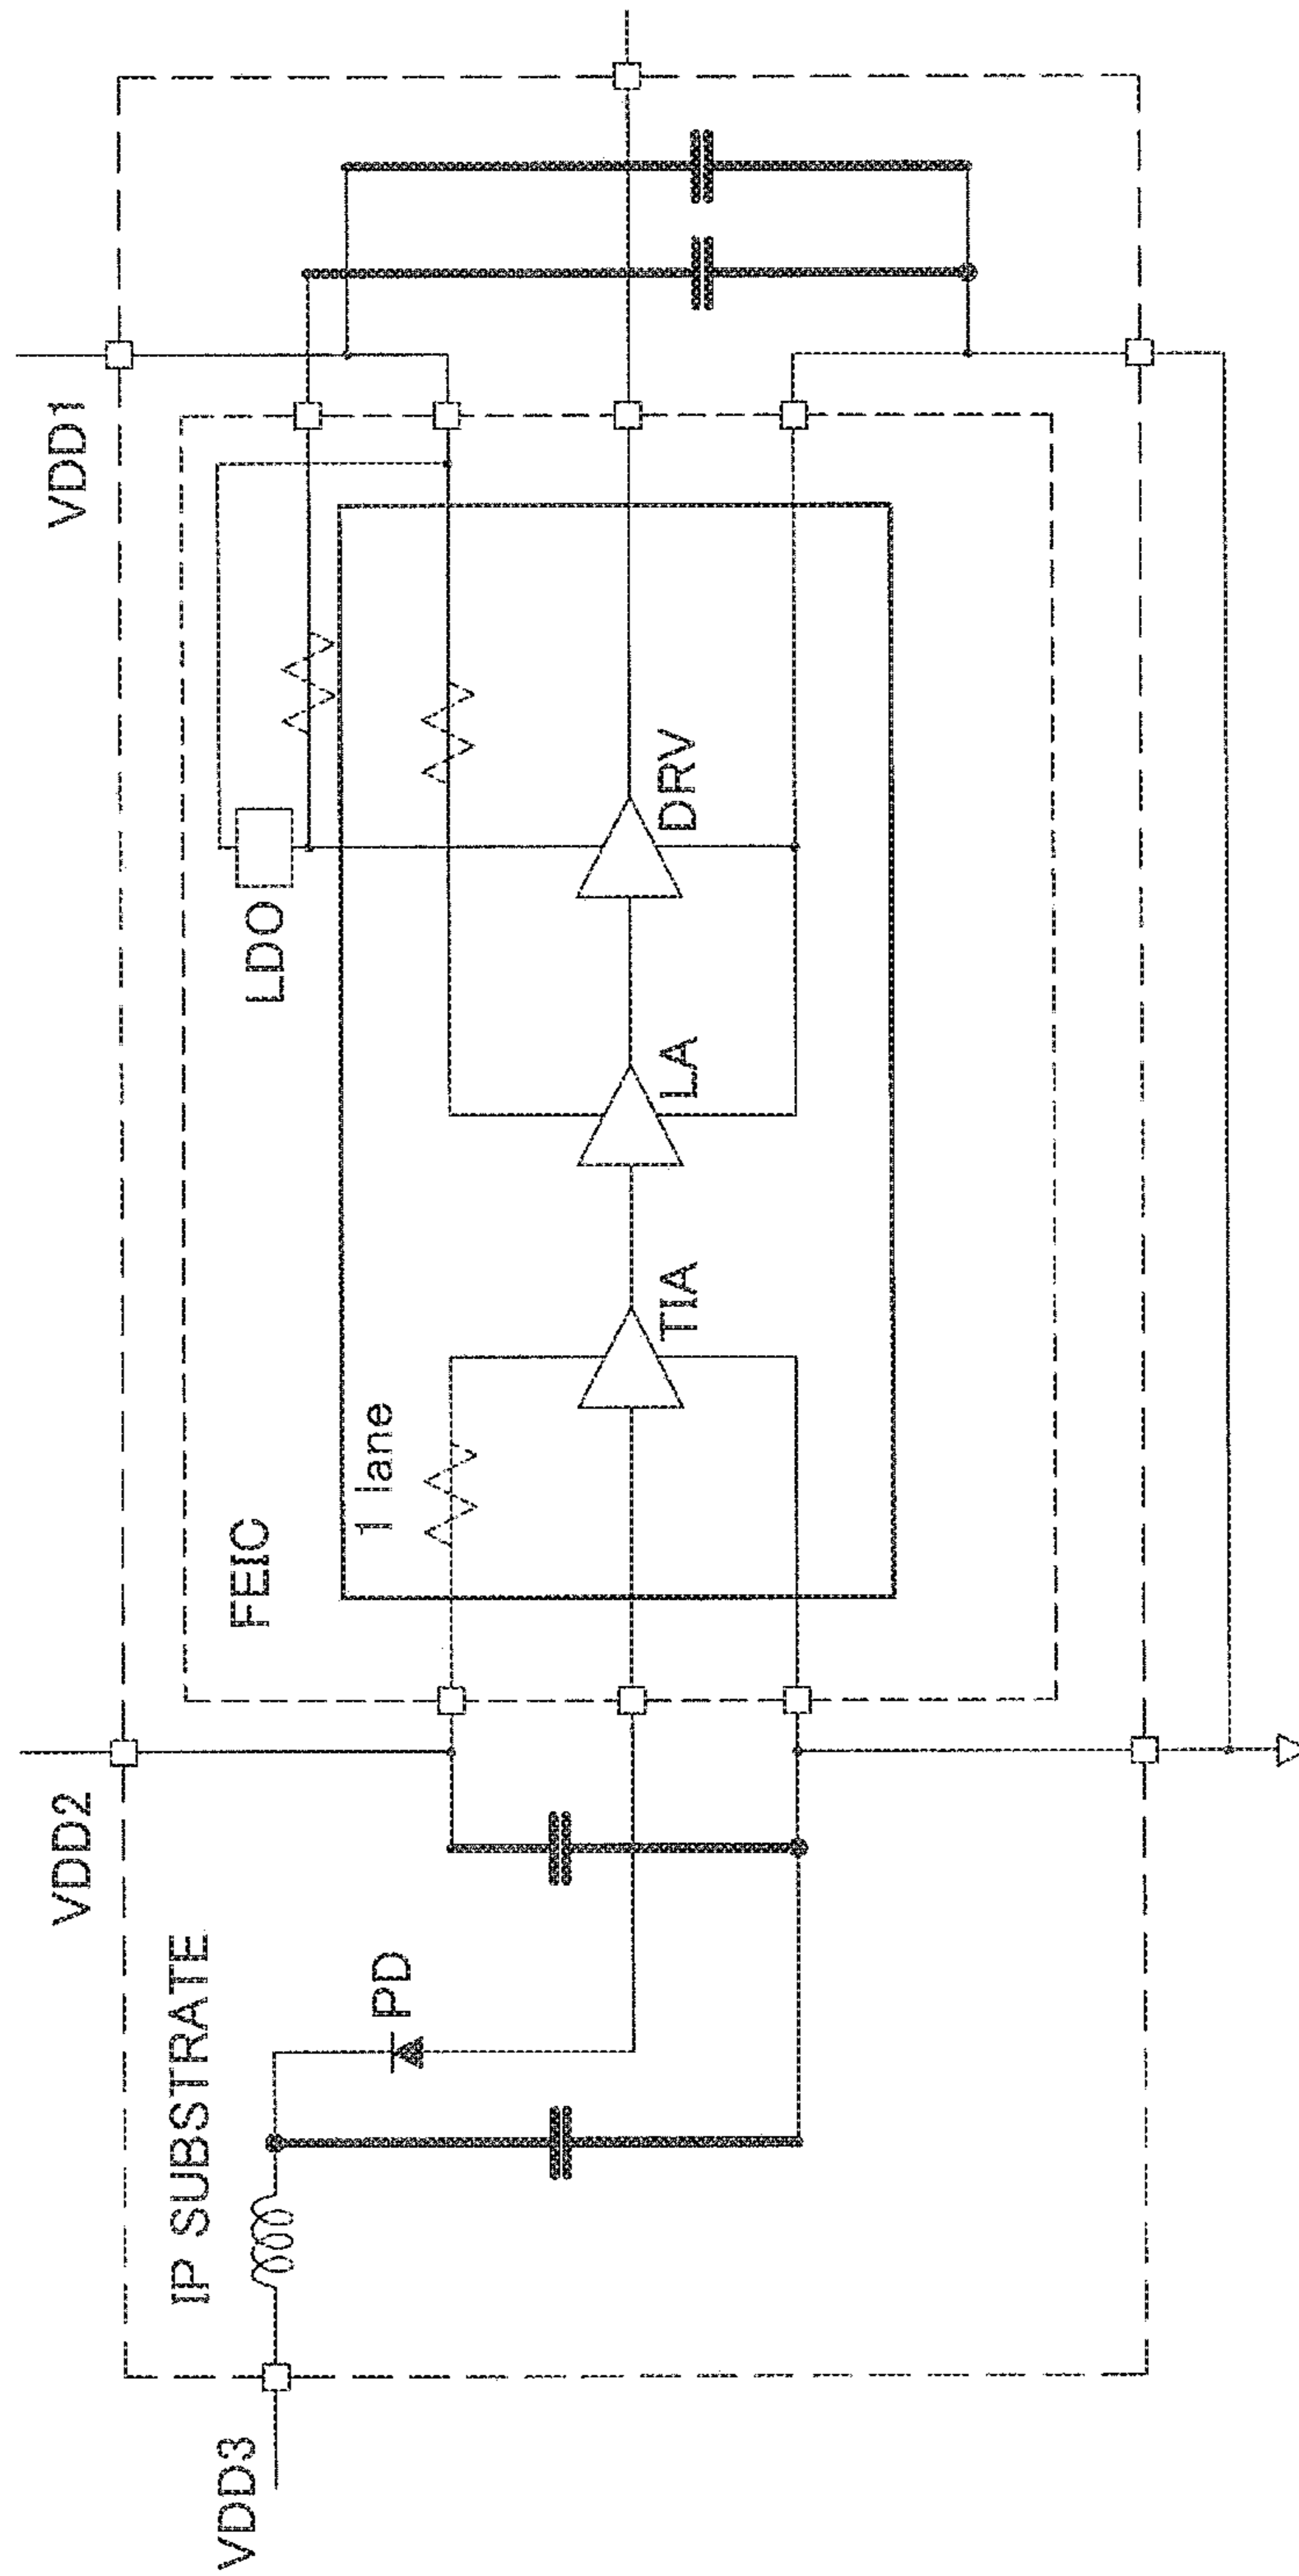 VDD3
IP SUBSTRATE
VDD2
PD
FEIC
1 lane
TIA
LA
LDO
DRV
VDD1